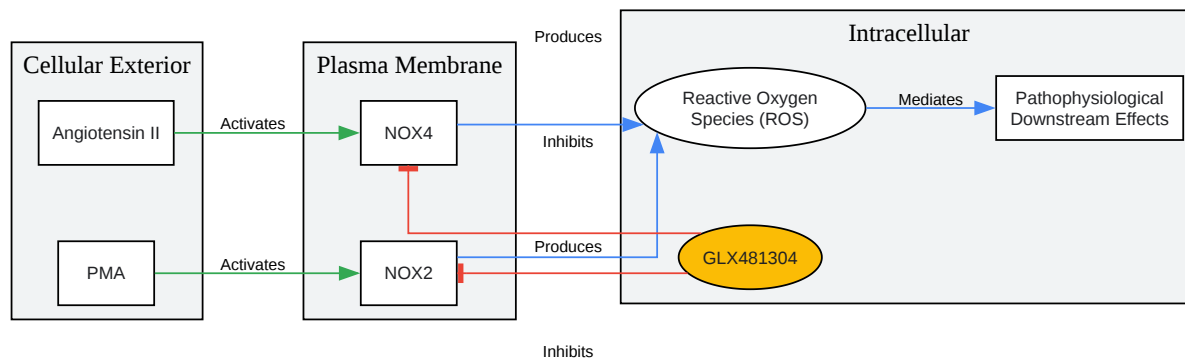 Cellular Exterior
Angiotensin II
PMA
Activates
Activates
Plasma Membrane
NOX4
NOX2
Produces
Inhibits
Produces
Inhibits
Intracellular
Reactive Oxygen
Species (ROS)
Mediates
Pathophysiological
Downstream Effects
GLX481304